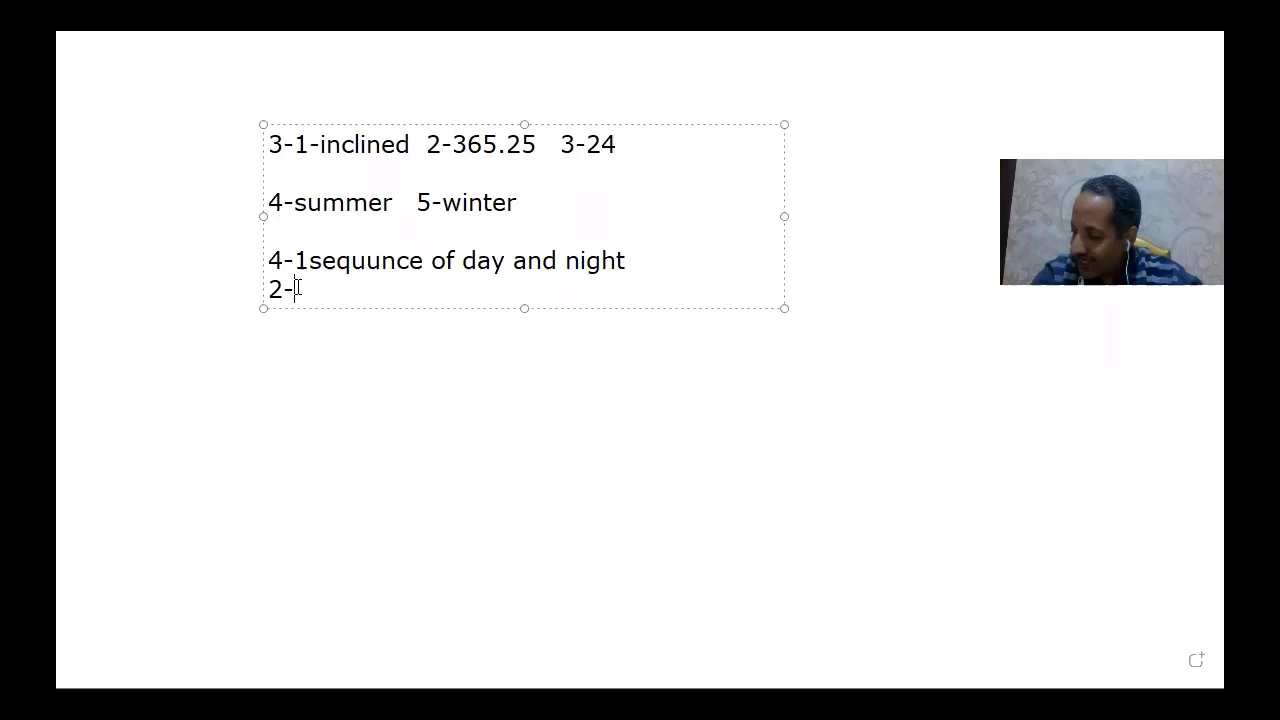 3-1-inclined 2-365.25 3-24
4-summer 5-winter
4-1sequunce of day and night
2-